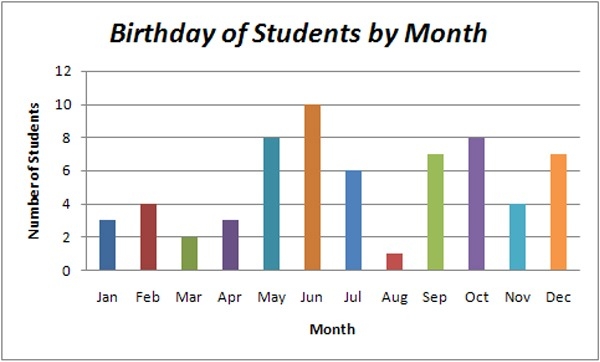 Birthday of Students by Month
Number of Students
12
10
8
6
4
2
0
Jan Feb Mar Apr May Jun Jul Aug Sep Oct Nov Dec
Month